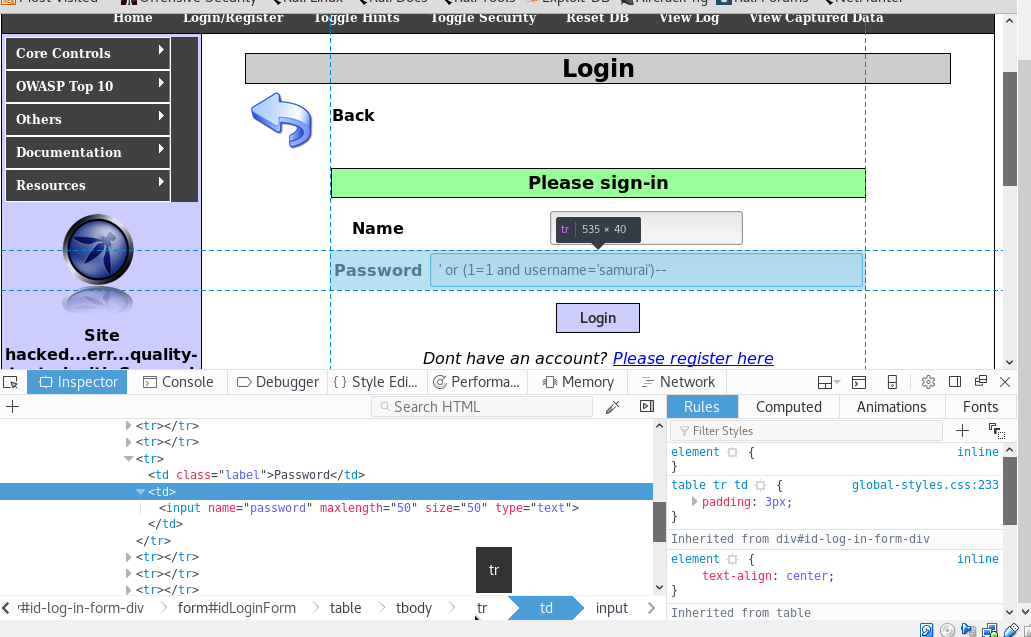 Most Visited Offensive Security Kali Linux Kali Docs Kali Tools Exploit-DB Aircrack-ng Kali Forums NetHunter
Home Login/Register Toggle Hints Toggle Security Reset DB View Log View Captured Data
Core Controls
OWASP Top 10
Others
Documentation
Resources
Site
hacked...err...quality-
Login
Back
Please sign-in
Name
tr 535 × 40
Password ' or (1=1 and username='samurai')--
Login
Dont have an account? Please register here
Inspector Console Debugger { } Style Edi... Performa... Memory Network
+ Search HTML
<tr></tr>
<tr></tr>
<tr>
<td class="label">Password</td>
<td>
<input name="password" maxlength="50" size="50" type="text">
</td>
</tr>
<tr></tr>
<tr></tr>
<tr></tr>
tr
#id-log-in-form-div form#idLoginForm table tbody tr td input
Rules Computed Animations Fonts
Filter Styles +
element { inline
}
table tr td { global-styles.css:233
padding: 3px;
}
Inherited from div#id-log-in-form-div
element { inline
text-align: center;
}
Inherited from table